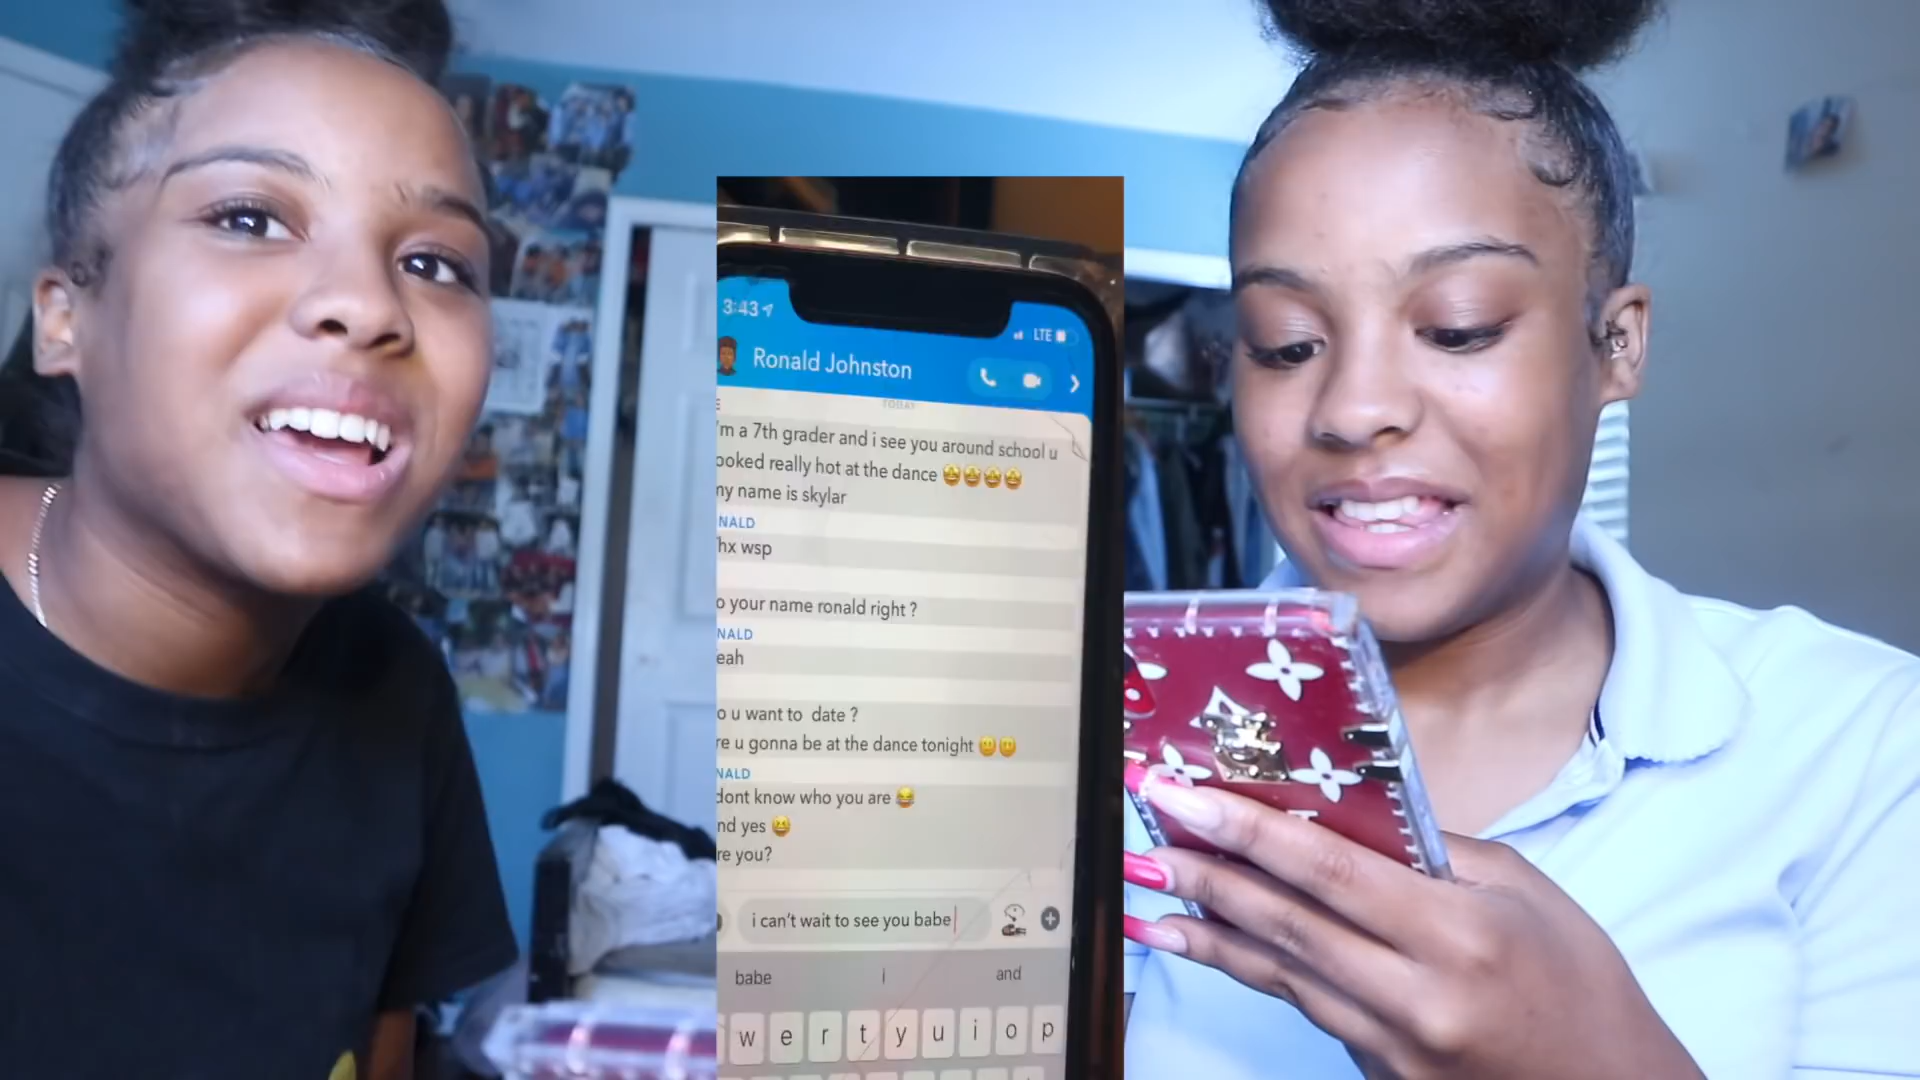 3:43
LTE
Ronald Johnston
TODAY
'm a 7th grader and i see you around school u
ooked really hot at the dance 🤩🤩🤩🤩
my name is skylar
NALD
hx wsp
o your name ronald right ?
NALD
eah
o u want to date ?
re u gonna be at the dance tonight
NALD
dont know who you are 😂
nd yes 😆
re you?
i can't wait to see you babe
babe i and
w e r t y u i o p